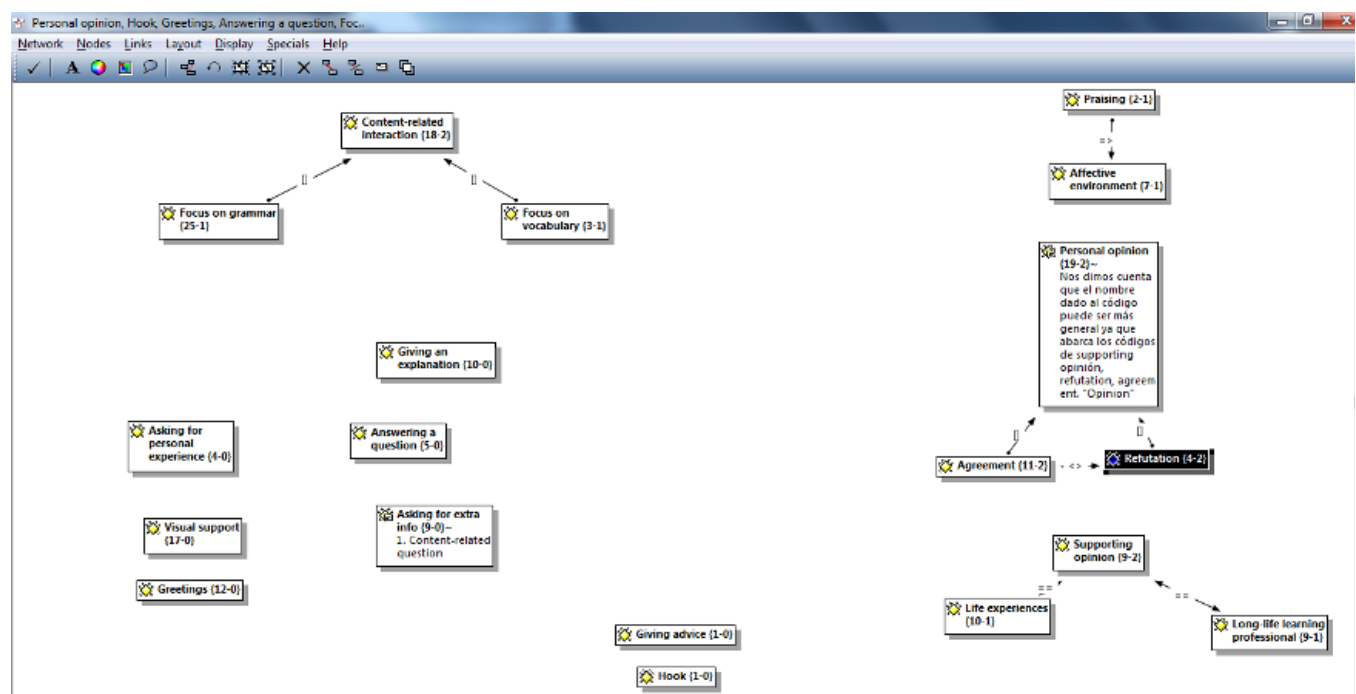 Personal opinion, Hook, Greetings, Answering a question, Foc..
Network Nodes Links Layout Display Specials Help
Content-related
interaction {18-2}
[]
[]
Focus on grammar
{25-1}
Focus on
vocabulary {3-1}
Giving an
explanation {10-0}
Asking for
personal
experience {4-0}
Answering a
question {5-0}
Visual support
{17-0}
Asking for extra
info {9-0}~
1. Content-related
question
Greetings {12-0}
Giving advice {1-0}
Hook {1-0}
Praising {2-1}
=>
Affective
environment {7-1}
Personal opinion
{19-2}~
Nos dimos cuenta
que el nombre
dado al código
puede ser más
general ya que
abarca los códigos
de supporting
opinión,
refutation, agreem
ent. "Opinion"
[]
[]
Agreement {11-2}
<>
Refutation {4-2}
Supporting
opinion {9-2}
==
==
Life experiences
{10-1}
Long-life learning
professional {9-1}